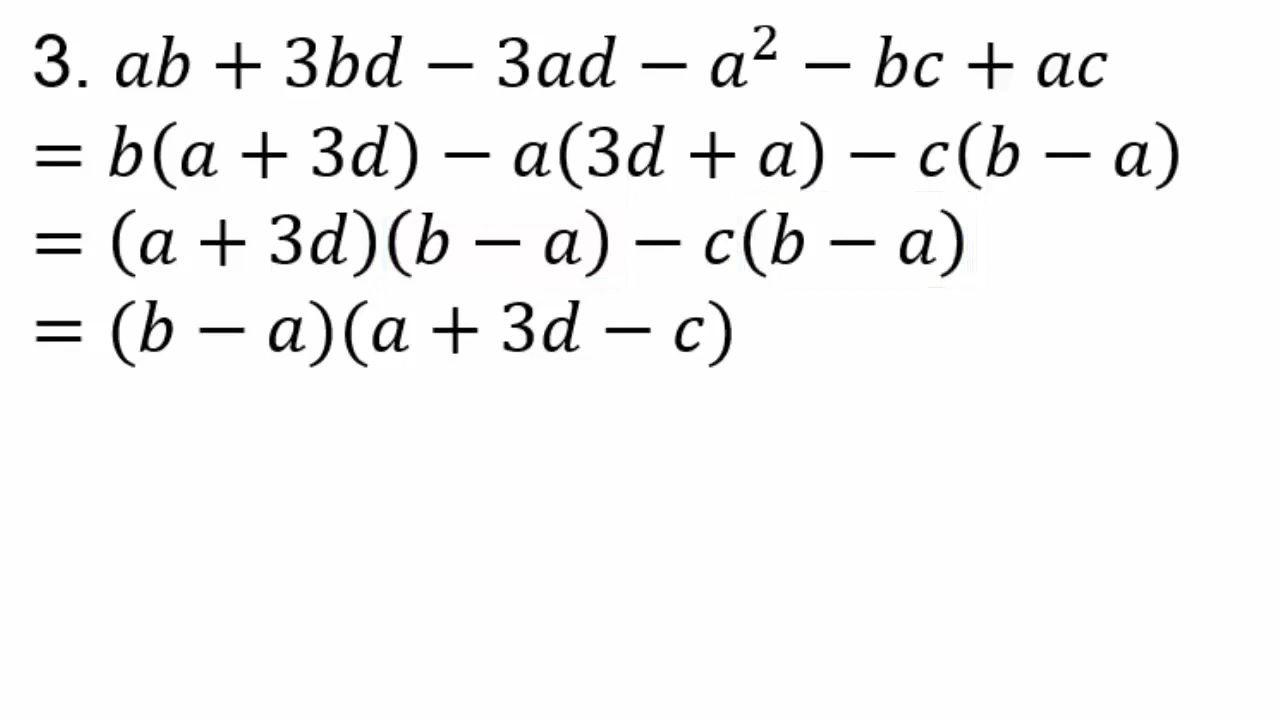 3. ab + 3bd − 3ad − a² − bc + ac
= b(a + 3d) − a(3d + a) − c(b − a)
= (a + 3d)(b − a) − c(b − a)
= (b − a)(a + 3d − c)